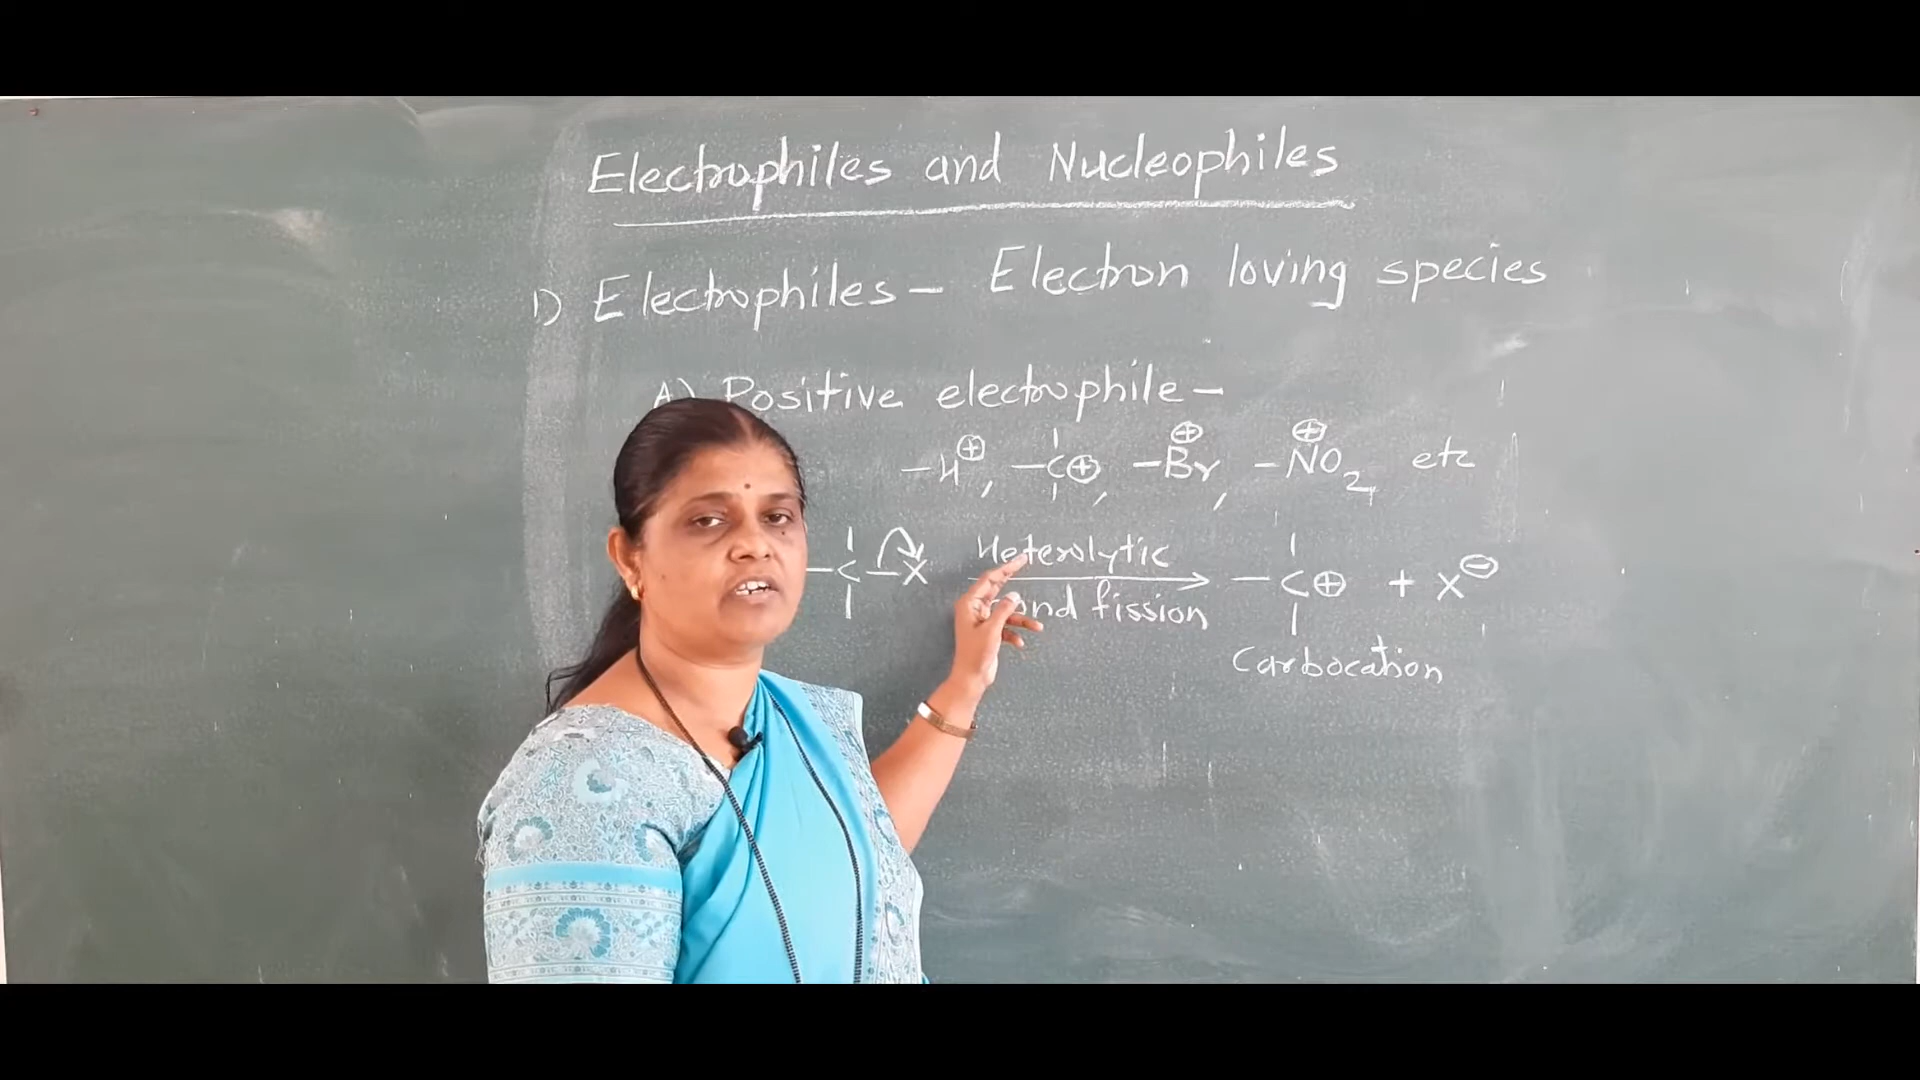 Electrophiles and Nucleophiles
1) Electrophiles – Electron loving species
A) Positive electrophile –
–H⊕, –C⊕, –Br⊕, –NO₂⊕, etc
–C–X Heterolytic bond fission → –C⊕ + X⊖
Carbocation